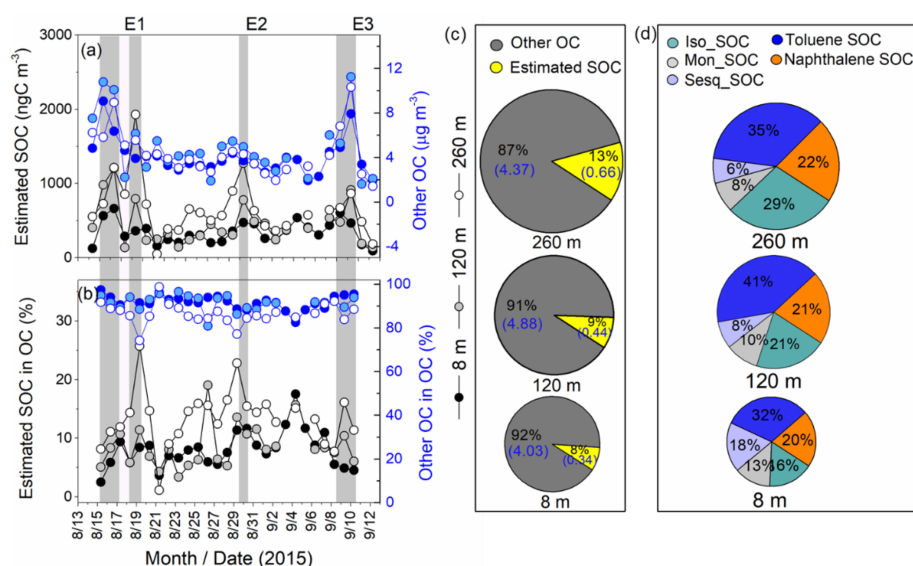 E1 E2 E3
(a)
Estimated SOC (ngC m⁻³)
3000
2000
1000
0
Other OC (µg m⁻³)
12
8
4
0
-4
(b)
Estimated SOC in OC (%)
30
20
10
0
Other OC in OC (%)
100
80
60
40
20
0
8/13 8/15 8/17 8/19 8/21 8/23 8/25 8/27 8/29 8/31 9/2 9/4 9/6 9/8 9/10 9/12
Month / Date (2015)
8 m 120 m 260 m
(c)
Other OC
Estimated SOC
87%
(4.37)
13%
(0.66)
260 m
91%
(4.88)
9%
(0.44)
120 m
92%
(4.03)
8%
(0.34)
8 m
(d)
Iso_SOC
Toluene SOC
Mon_SOC
Naphthalene SOC
Sesq_SOC
35%
22%
6%
8%
29%
260 m
41%
21%
8%
10%
21%
120 m
32%
20%
18%
13%
16%
8 m